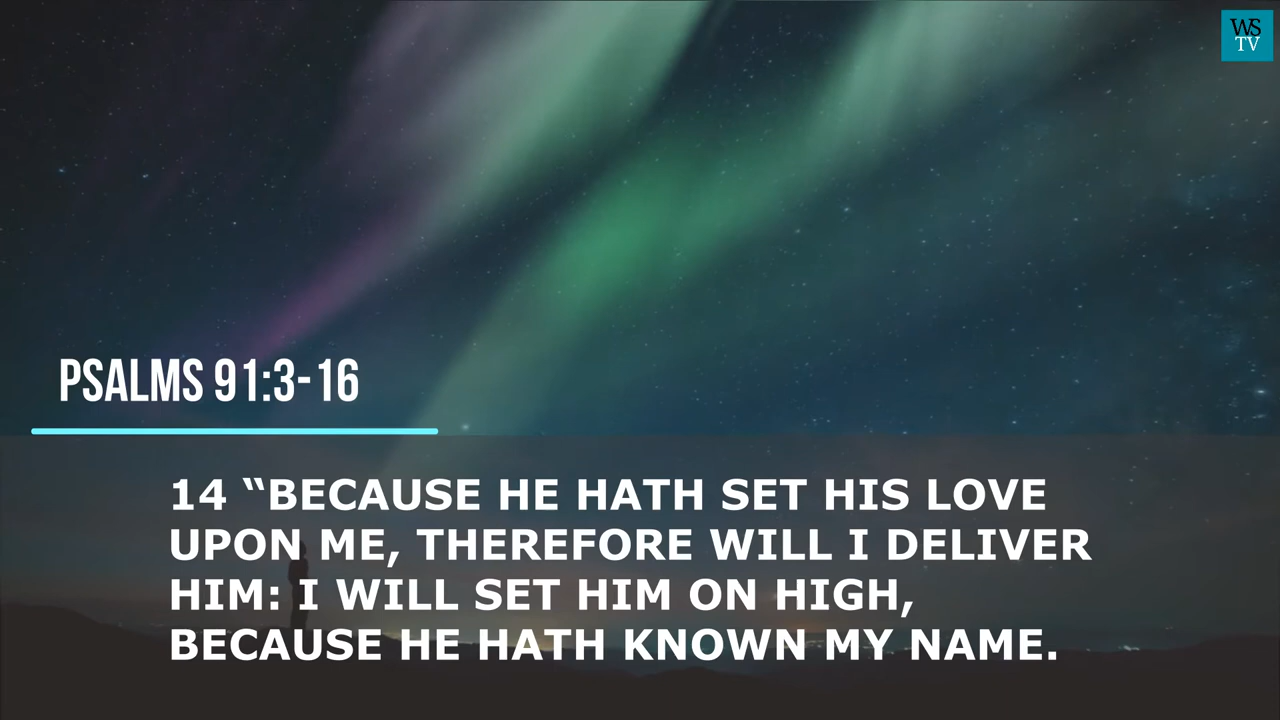 WS
TV
PSALMS 91:3-16
14 “BECAUSE HE HATH SET HIS LOVE
UPON ME, THEREFORE WILL I DELIVER
HIM: I WILL SET HIM ON HIGH,
BECAUSE HE HATH KNOWN MY NAME.